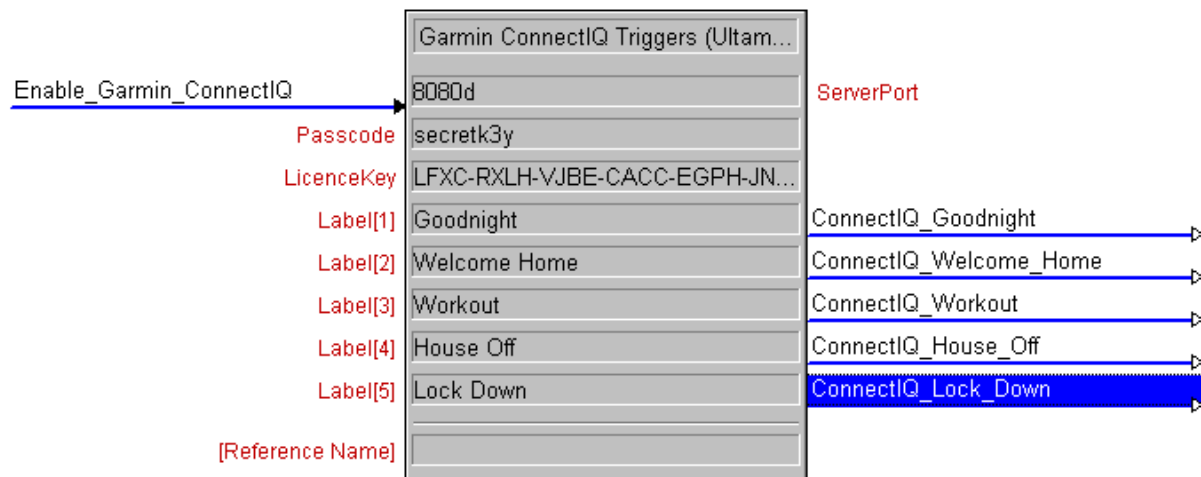 Garmin ConnectIQ Triggers (Ultam...
Enable_Garmin_ConnectIQ 8080d ServerPort
Passcode secretk3y
LicenceKey LFXC-RXLH-VJBE-CACC-EGPH-JN...
Label[1] Goodnight ConnectIQ_Goodnight
Label[2] Welcome Home ConnectIQ_Welcome_Home
Label[3] Workout ConnectIQ_Workout
Label[4] House Off ConnectIQ_House_Off
Label[5] Lock Down ConnectIQ_Lock_Down
[Reference Name]